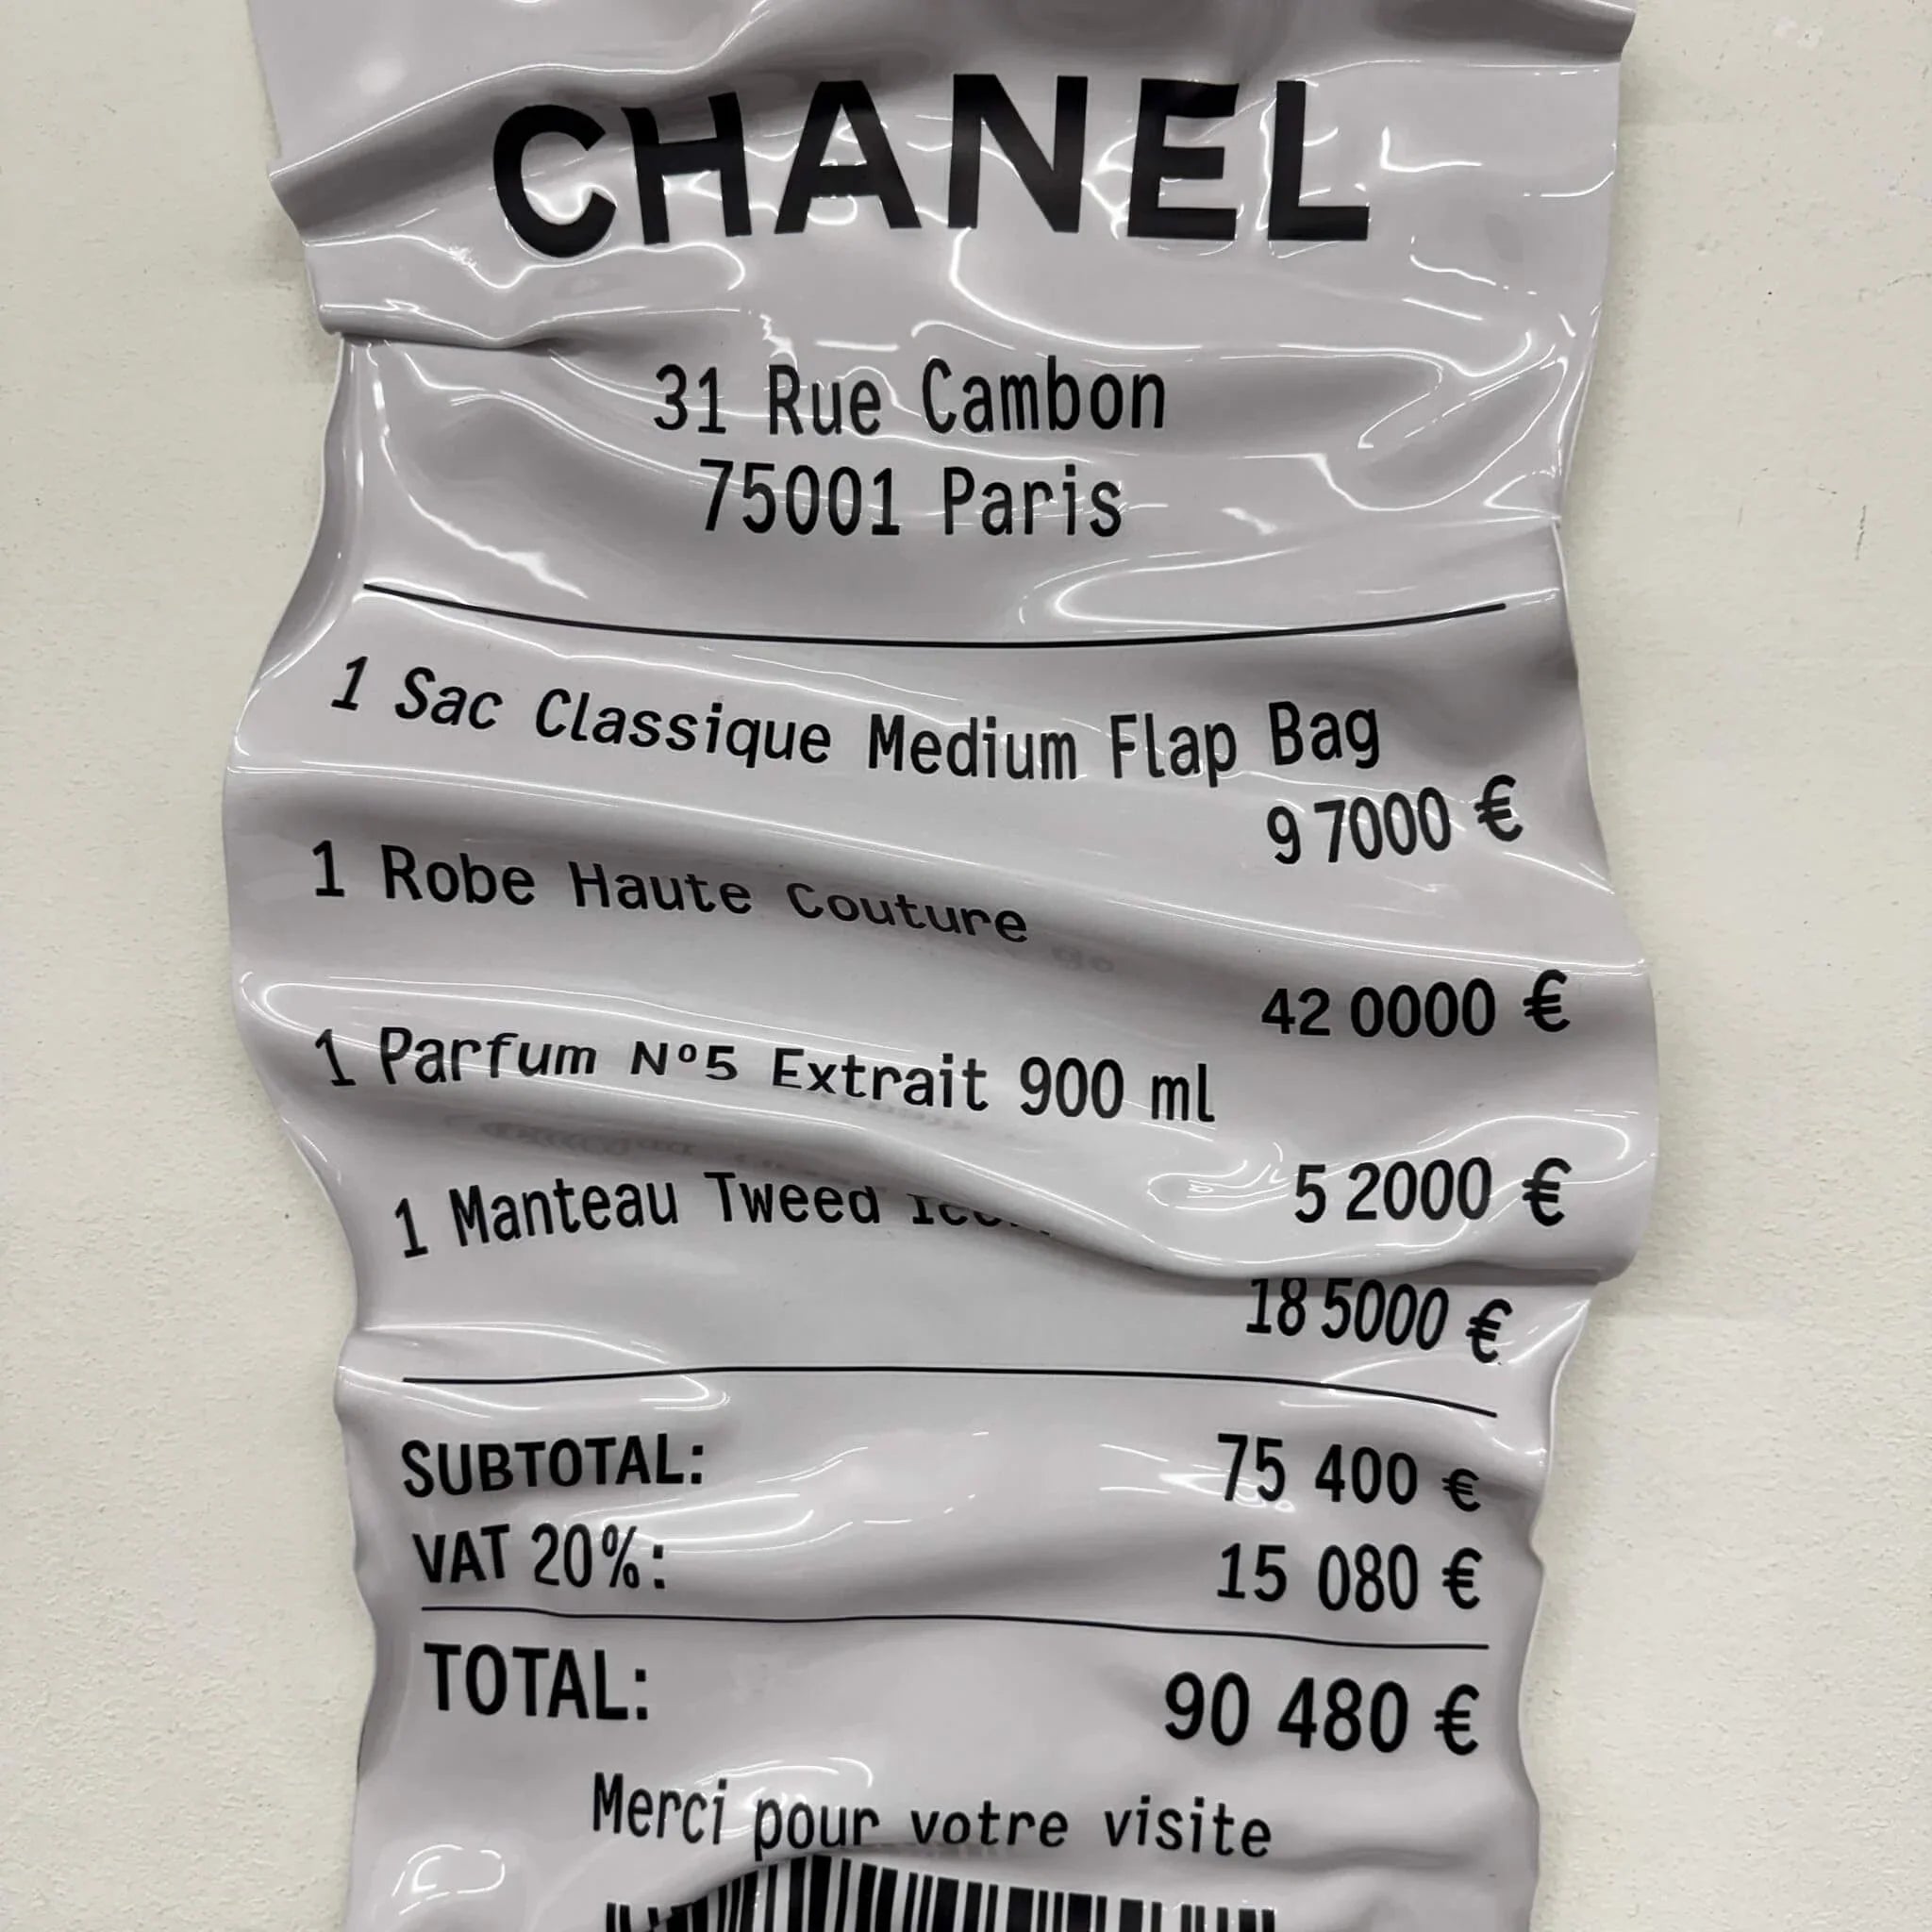 CHANEL
31 Rue Cambon
75001 Paris
1 Sac Classique Medium Flap Bag
9 7000 €
1 Robe Haute Couture
42 0000 €
1 Parfum Nº5 Extrait 900 ml
5 2000 €
1 Manteau Tweed
18 5000 €
SUBTOTAL: 75 400 €
VAT 20%: 15 080 €
TOTAL: 90 480 €
Merci pour votre visite